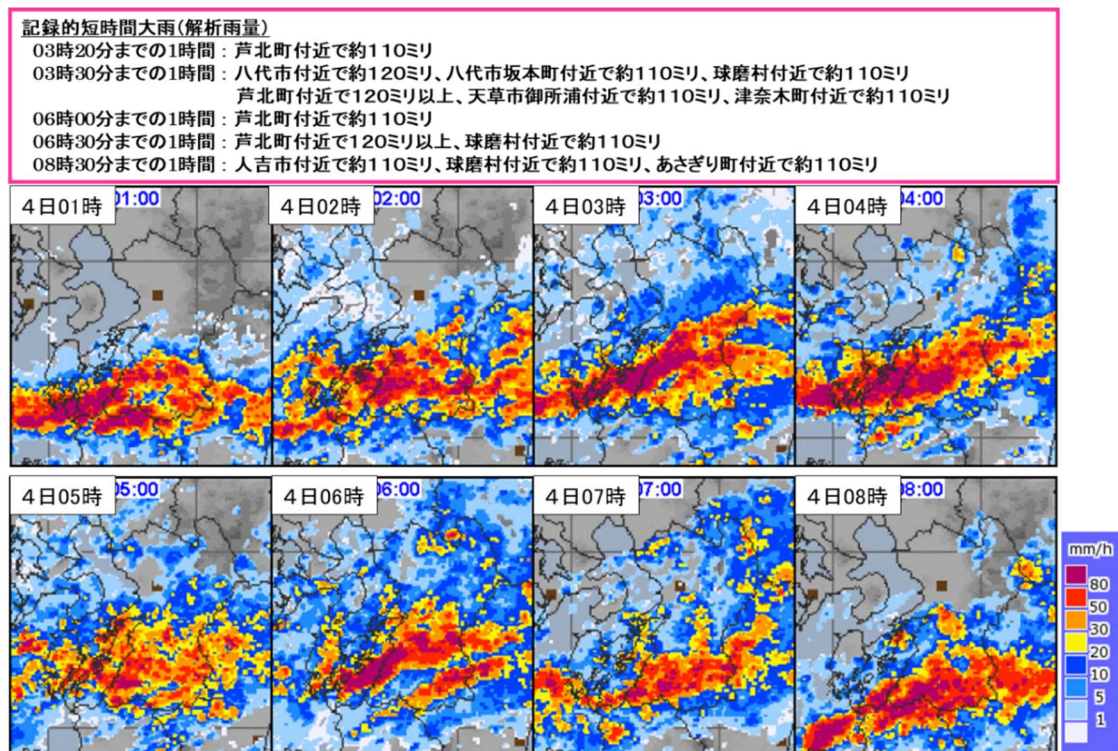 記録的短時間大雨(解析雨量)
03時20分までの1時間：芦北町付近で約110ミリ
03時30分までの1時間：八代市付近で約120ミリ、八代市坂本町付近で約110ミリ、球磨村付近で約110ミリ
芦北町付近で120ミリ以上、天草市御所浦付近で約110ミリ、津奈木町付近で約110ミリ
06時00分までの1時間：芦北町付近で約110ミリ
06時30分までの1時間：芦北町付近で120ミリ以上、球磨村付近で約110ミリ
08時30分までの1時間：人吉市付近で約110ミリ、球磨村付近で約110ミリ、あさぎり町付近で約110ミリ
4日01時 01:00
4日02時 02:00
4日03時 03:00
4日04時 04:00
4日05時 05:00
4日06時 06:00
4日07時 07:00
4日08時 08:00
mm/h
80
50
30
20
10
5
1